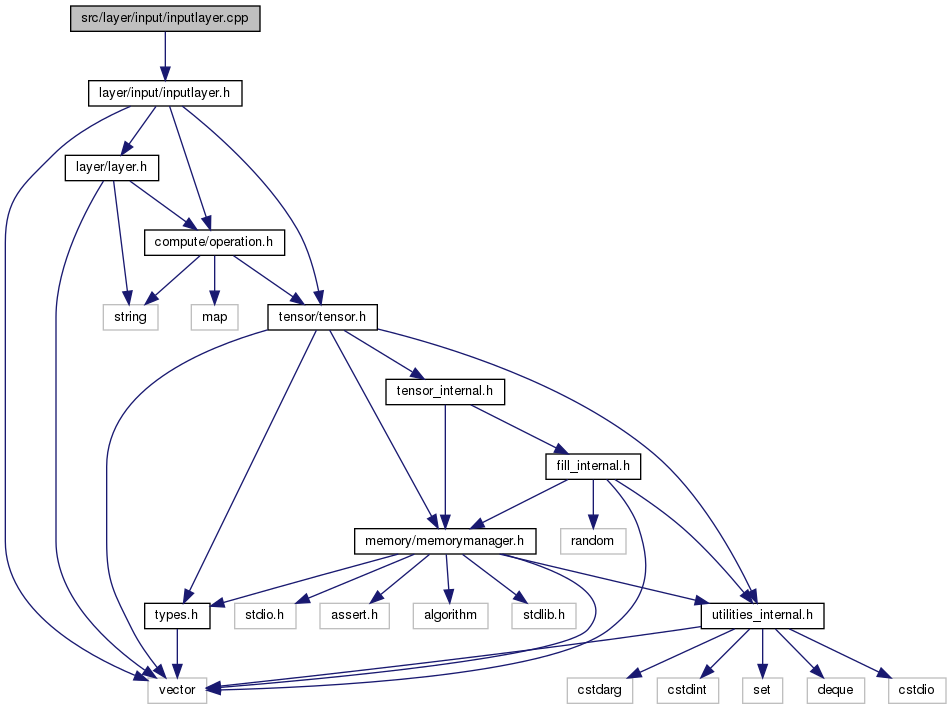 src/layer/input/inputlayer.cpp
layer/input/inputlayer.h
layer/layer.h
compute/operation.h
string
map
tensor/tensor.h
tensor_internal.h
fill_internal.h
memory/memorymanager.h
random
types.h
stdio.h
assert.h
algorithm
stdlib.h
utilities_internal.h
vector
cstdarg
cstdint
set
deque
cstdio